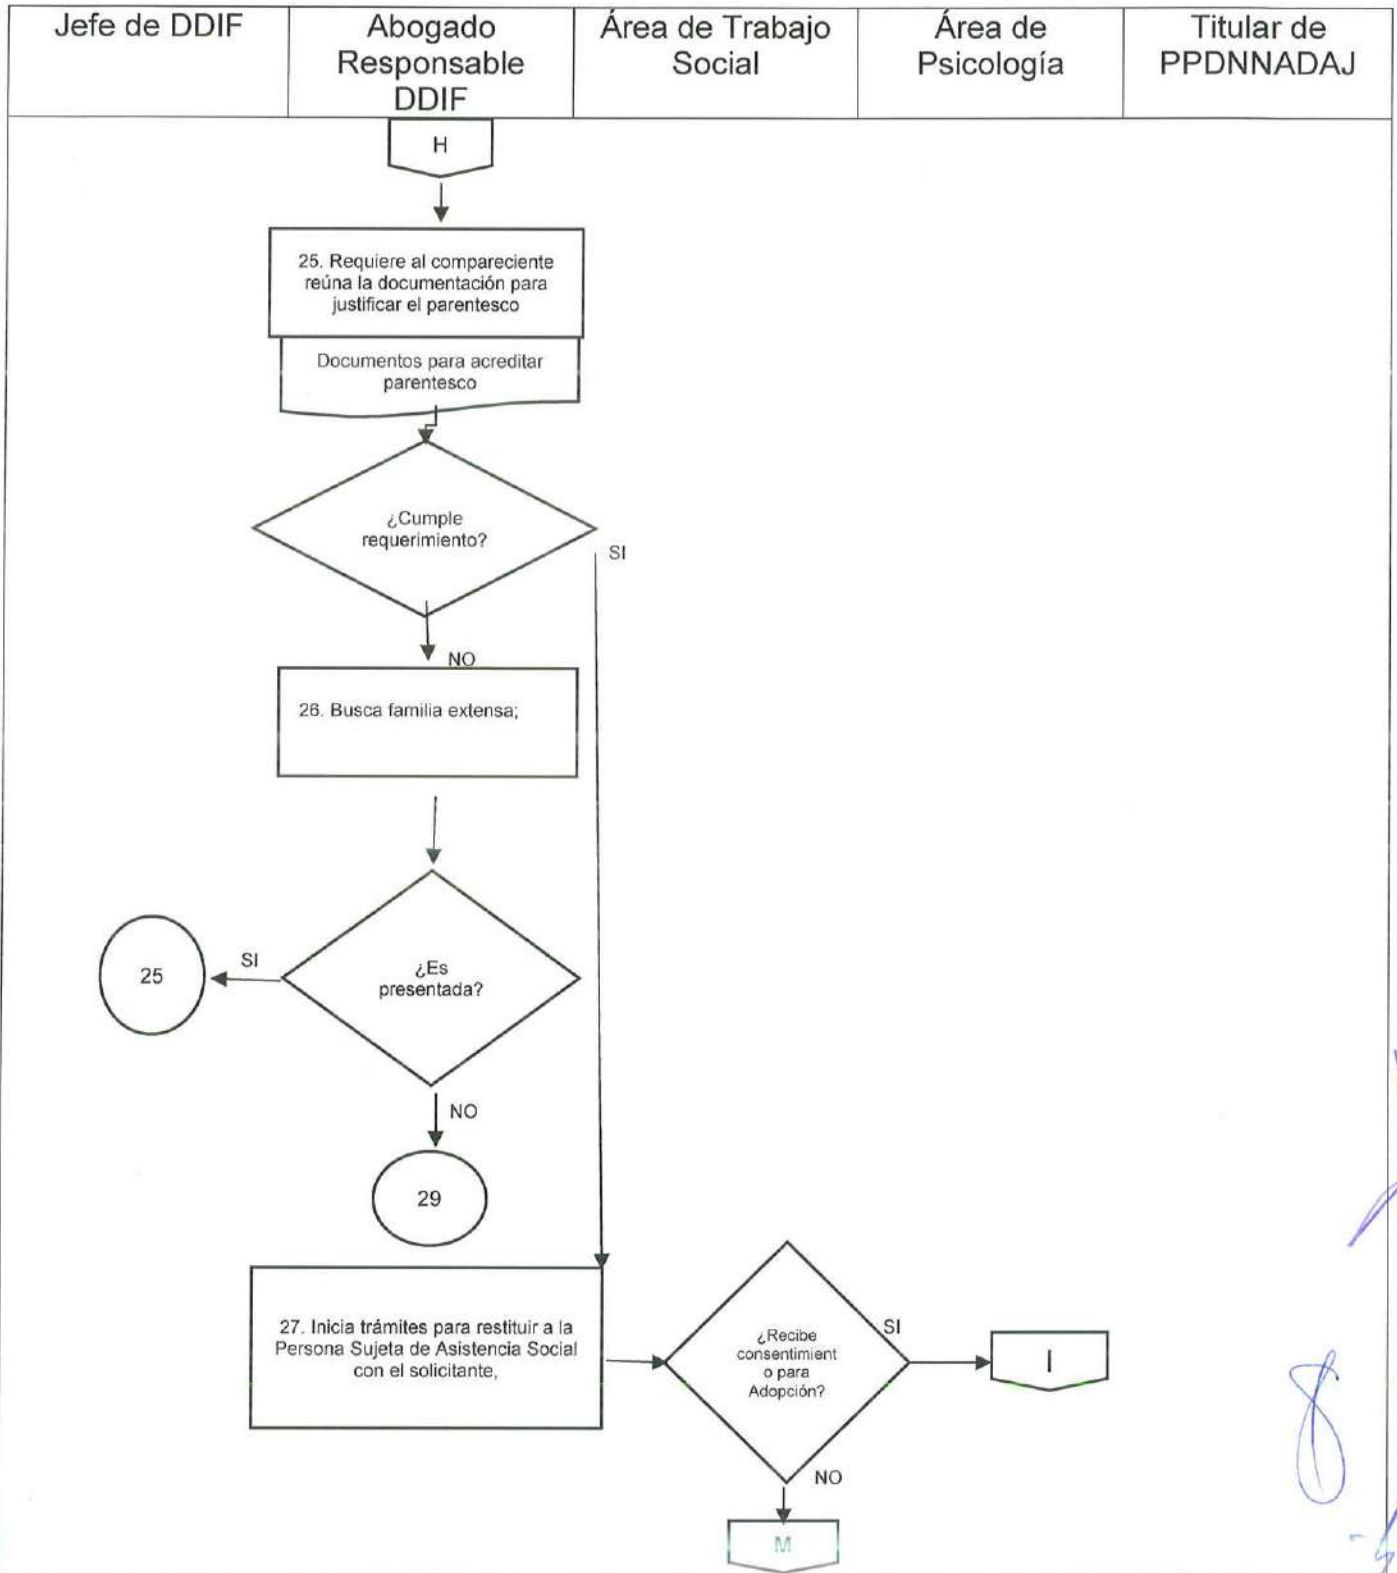 Jefe de DDIF
Abogado
Responsable
DDIF
Área de Trabajo
Social
Área de
Psicología
Titular de
PPDNNADAJ
H
25. Requiere al compareciente
reúna la documentación para
justificar el parentesco
Documentos para acreditar
parentesco
¿Cumple
requerimiento?
SI
NO
26. Busca familia extensa;
¿Es
presentada?
SI
25
NO
29
27. Inicia trámites para restituir a la
Persona Sujeta de Asistencia Social
con el solicitante,
¿Recibe
consentimient
o para
Adopción?
SI
I
NO
M